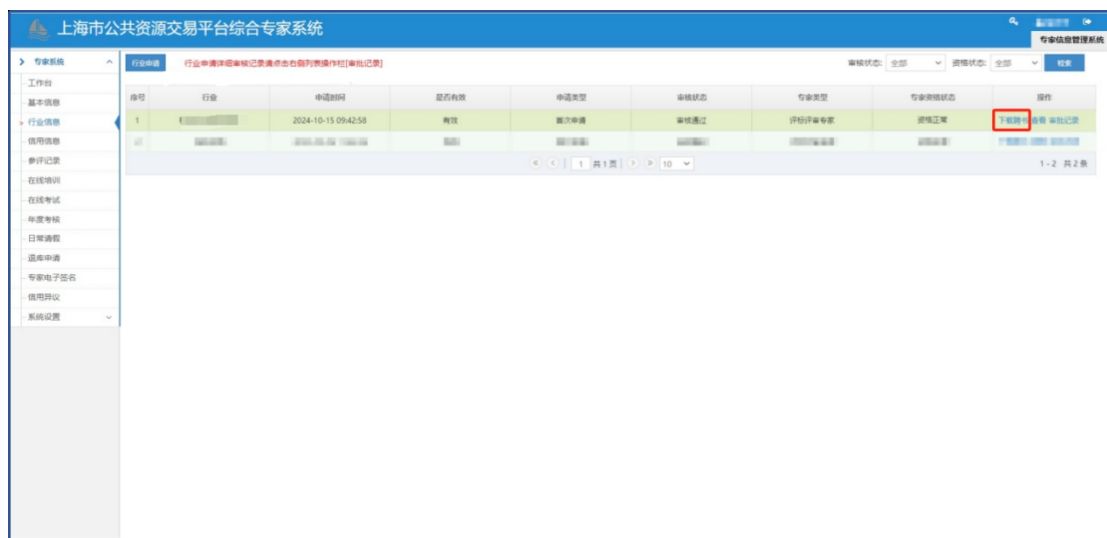 上海市公共资源交易平台综合专家系统
专家信息管理系统
专家系统
行业申请 行业申请详细审核记录请点击右侧列表操作栏[审批记录] 审核状态: 全部 资格状态: 全部 检索
工作台
基本信息
行业信息
信用信息
参评记录
在线培训
在线考试
年度考核
日常请假
退库申请
专家电子签名
信用异议
系统设置
序号 行业 申请时间 是否有效 申请类型 审核状态 专家类型 专家资格状态 操作
1 2024-10-15 09:42:58 有效 首次申请 审核通过 评标评审专家 资格正常 下载聘书 查看 审批记录
1 共1页 10 1-2 共2条